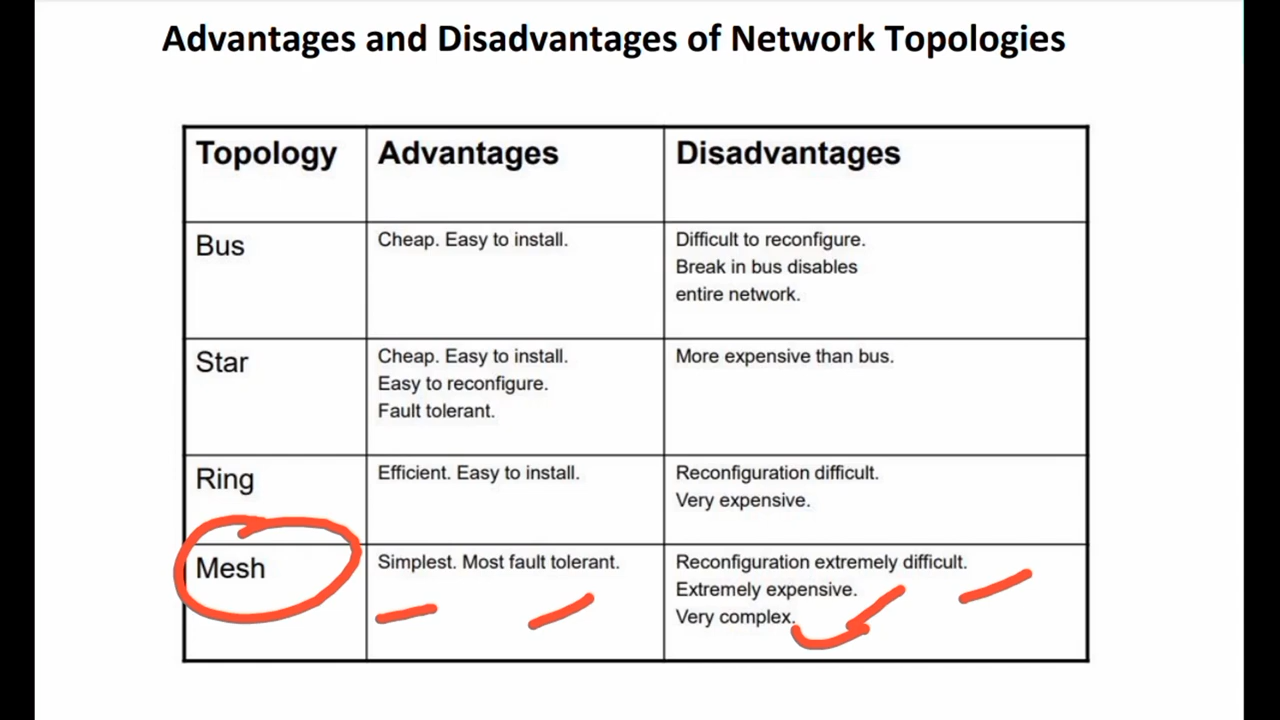 Advantages and Disadvantages of Network Topologies
Topology Advantages Disadvantages
Bus Cheap. Easy to install. Difficult to reconfigure.
Break in bus disables
entire network.
Star Cheap. Easy to install. More expensive than bus.
Easy to reconfigure.
Fault tolerant.
Ring Efficient. Easy to install. Reconfiguration difficult.
Very expensive.
Mesh Simplest. Most fault tolerant. Reconfiguration extremely difficult.
Extremely expensive.
Very complex.